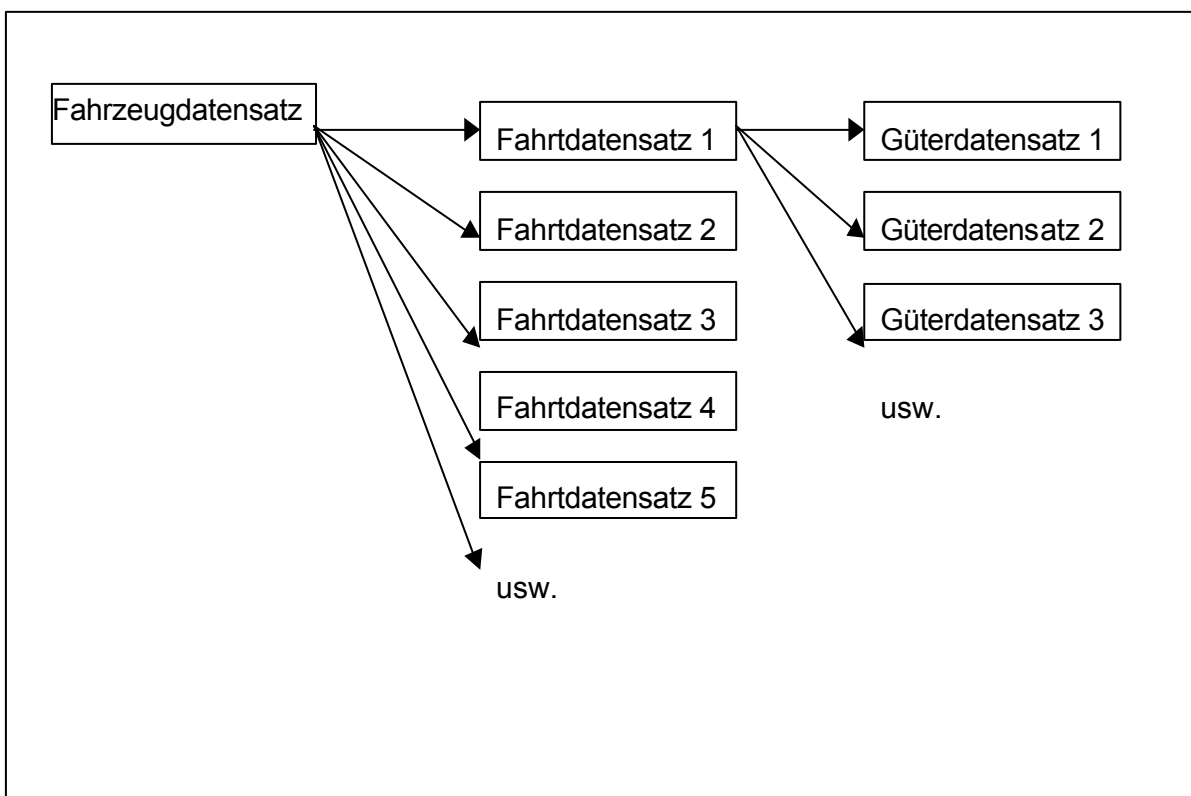 Fahrzeugdatensatz
Fahrtdatensatz 1
Güterdatensatz 1
Fahrtdatensatz 2
Güterdatensatz 2
Fahrtdatensatz 3
Güterdatensatz 3
Fahrtdatensatz 4
usw.
Fahrtdatensatz 5
usw.